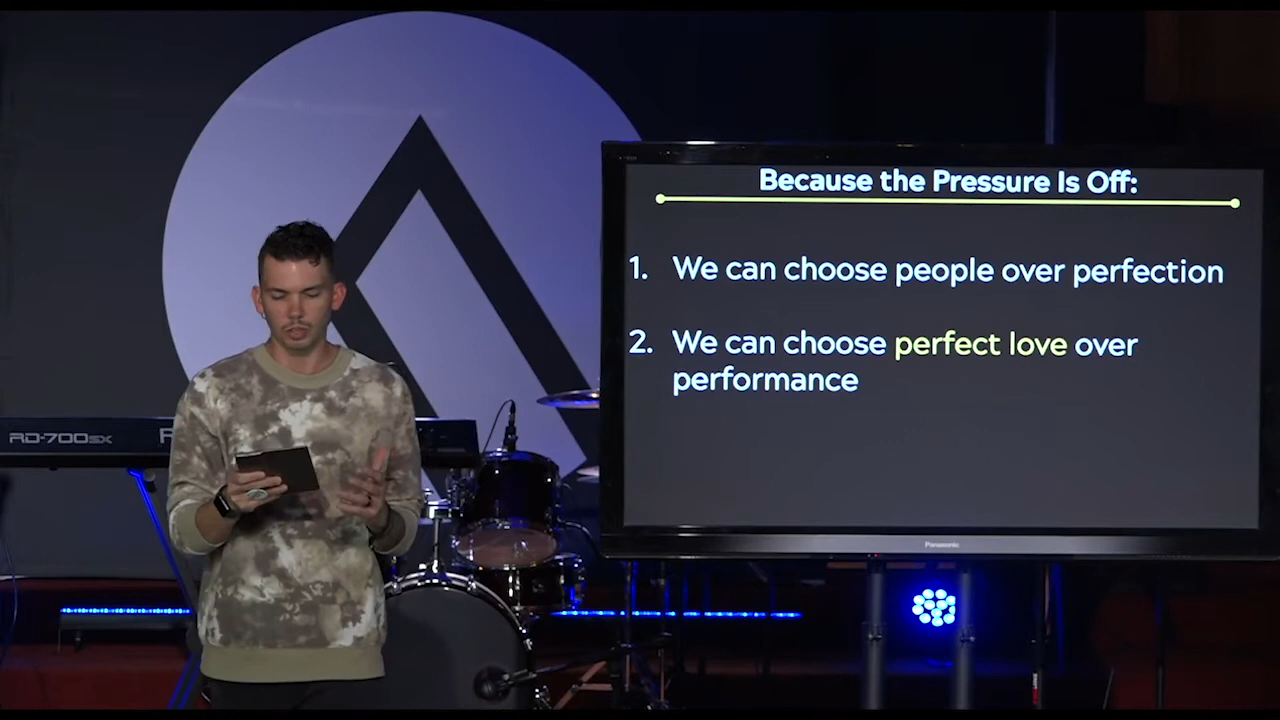 Because the Pressure Is Off:
1. We can choose people over perfection
2. We can choose perfect love over
performance
RD-700SX
R
Panasonic